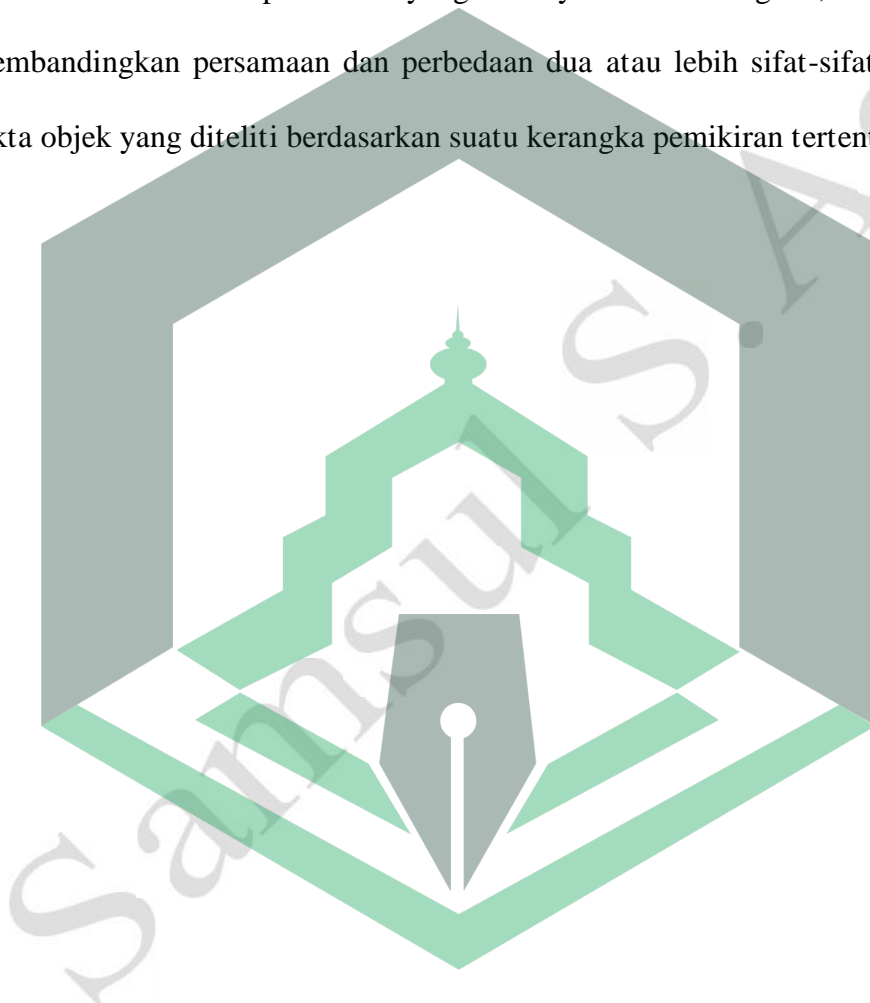 embandingkan persamaan dan perbedaan dua atau lebih sifat-sifat
kta objek yang diteliti berdasarkan suatu kerangka pemikiran tertent
Samsul S.A